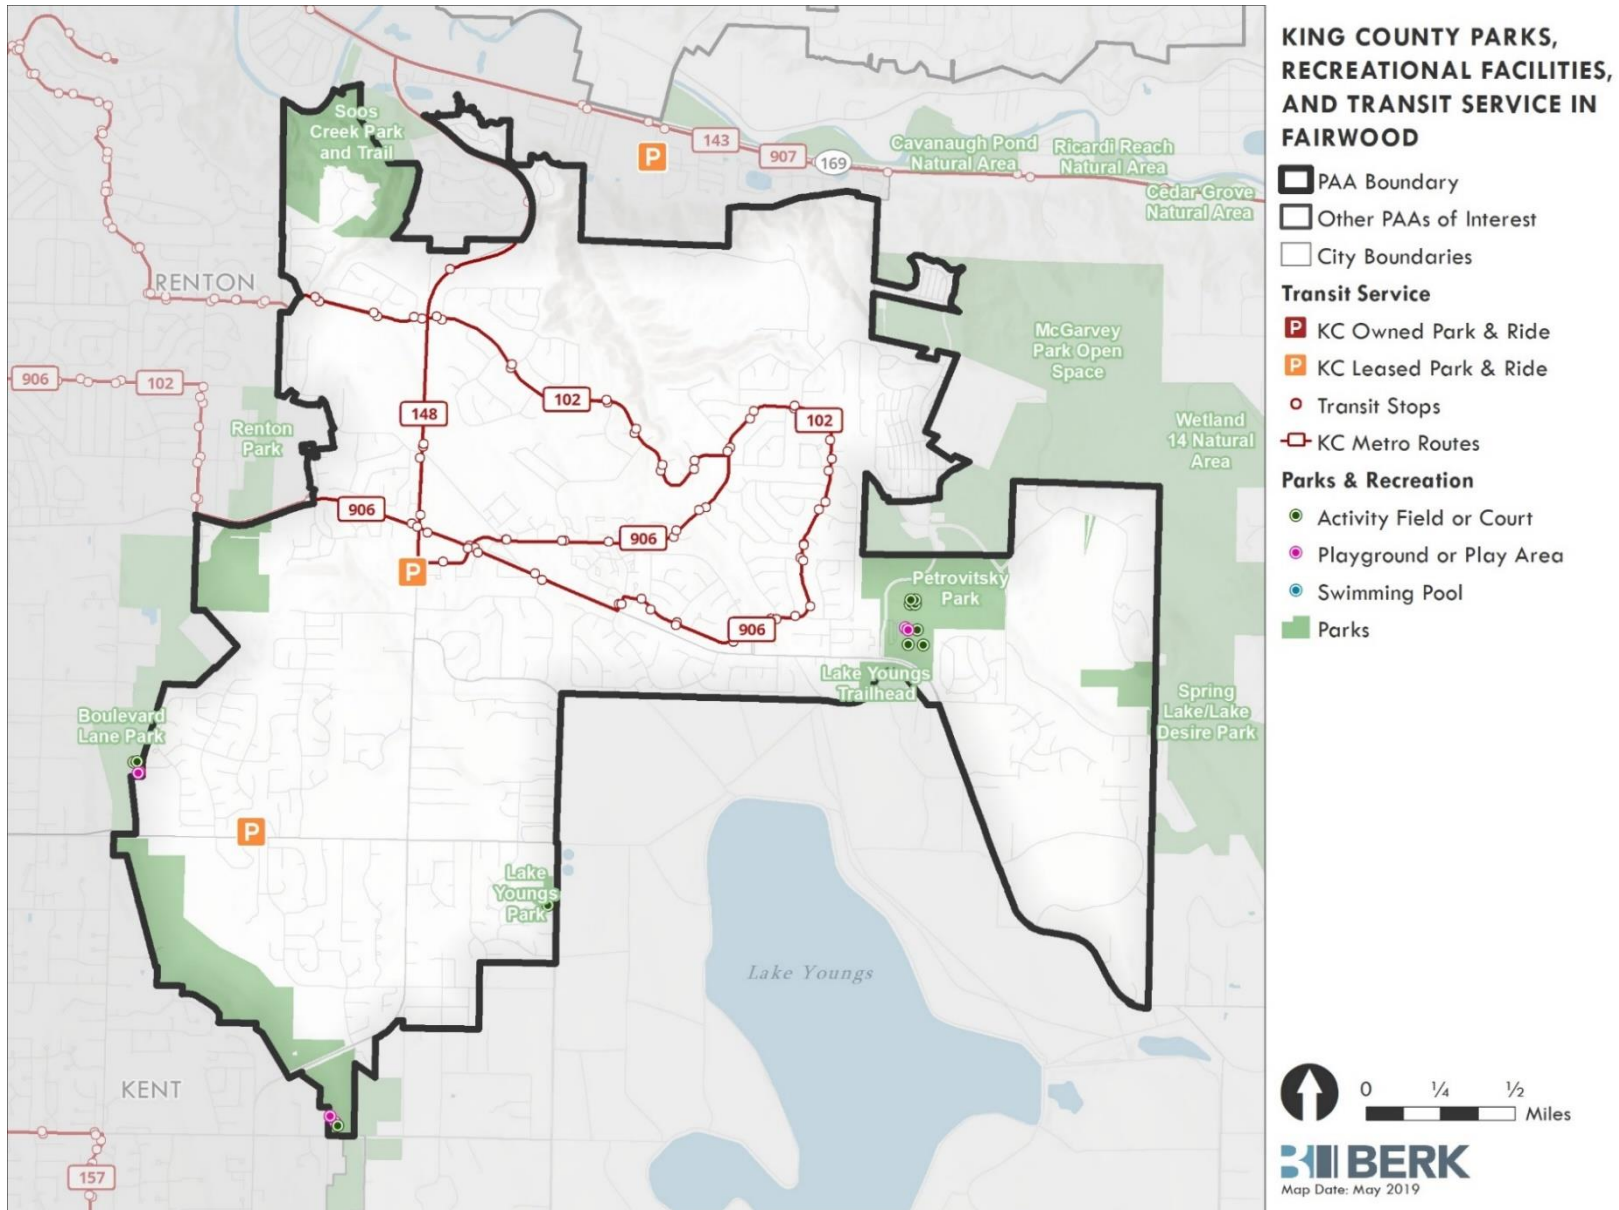 KING COUNTY PARKS,
RECREATIONAL FACILITIES,
AND TRANSIT SERVICE IN
FAIRWOOD
PAA Boundary
Other PAAs of Interest
City Boundaries
Transit Service
P KC Owned Park & Ride
P KC Leased Park & Ride
Transit Stops
KC Metro Routes
Parks & Recreation
Activity Field or Court
Playground or Play Area
Swimming Pool
Parks
0 ¼ ½
Miles
BERK
Map Date: May 2019
Soos
Creek Park
and Trail
P
143
907
169
Cavanaugh Pond
Natural Area
Ricardi Reach
Natural Area
Cedar Grove
Natural Area
RENTON
McGarvey
Park Open
Space
906
102
148
102
102
Renton
Park
Wetland
14 Natural
Area
906
906
P
Petrovitsky
Park
906
Lake Youngs
Trailhead
Spring
Lake/Lake
Desire Park
Boulevard
Lane Park
P
Lake
Youngs
Park
Lake Youngs
KENT
157